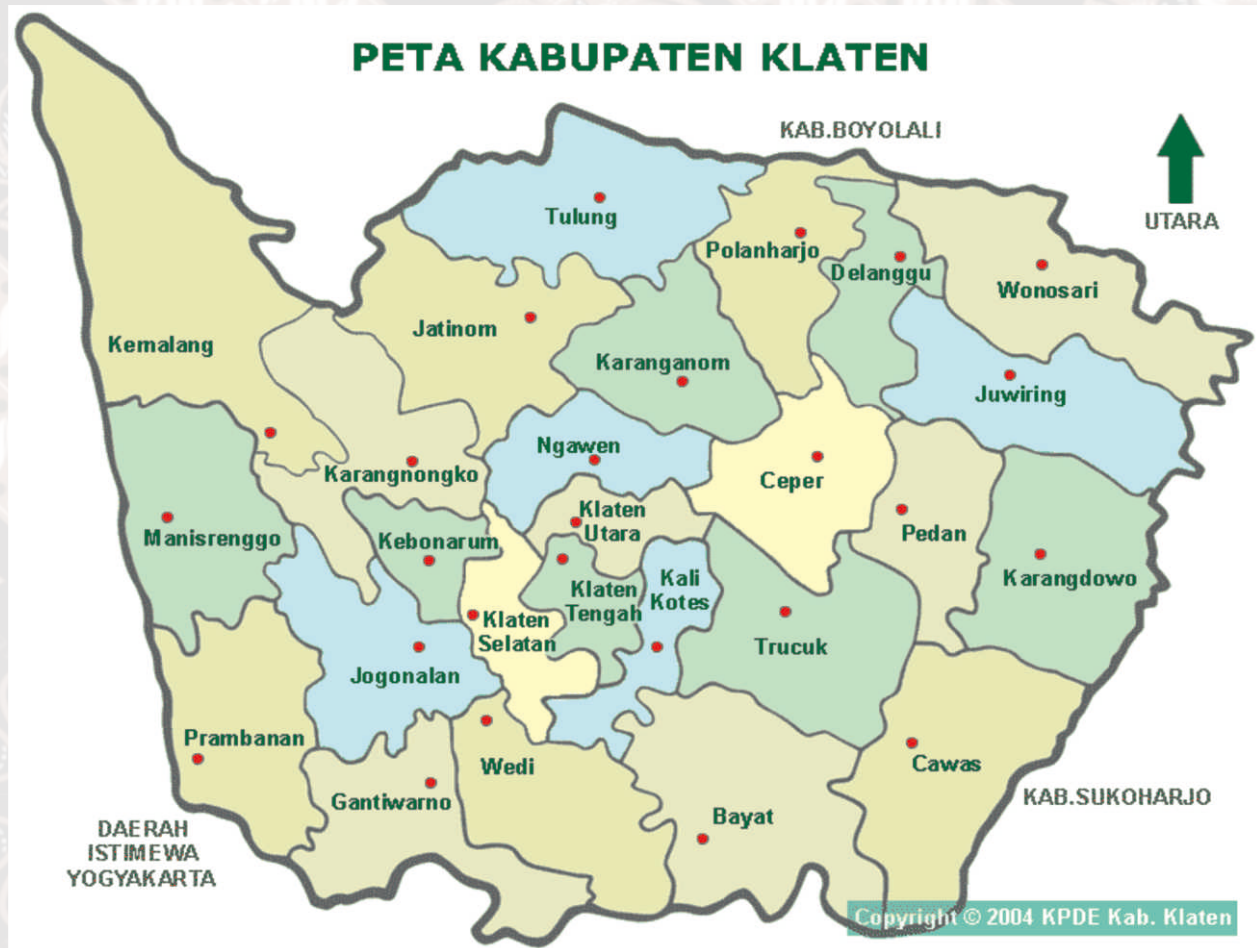 PETA KABUPATEN KLATEN
KAB.BOYOLALI
UTARA
Tulung
Polanharjo
Delanggu
Wonosari
Jatinom
Kemalang
Karanganom
Juwiring
Ngawen
Karangnongko
Ceper
Klaten
Utara
Manisrenggo
Kebonarum
Pedan
Karangdowo
Kali
Kotes
Klaten
Tengah
Klaten
Selatan
Trucuk
Jogonalan
Prambanan
Wedi
Cawas
Gantiwarno
KAB.SUKOHARJO
Bayat
DAERAH
ISTIMEWA
YOGYAKARTA
Copyright © 2004 KPDE Kab. Klaten